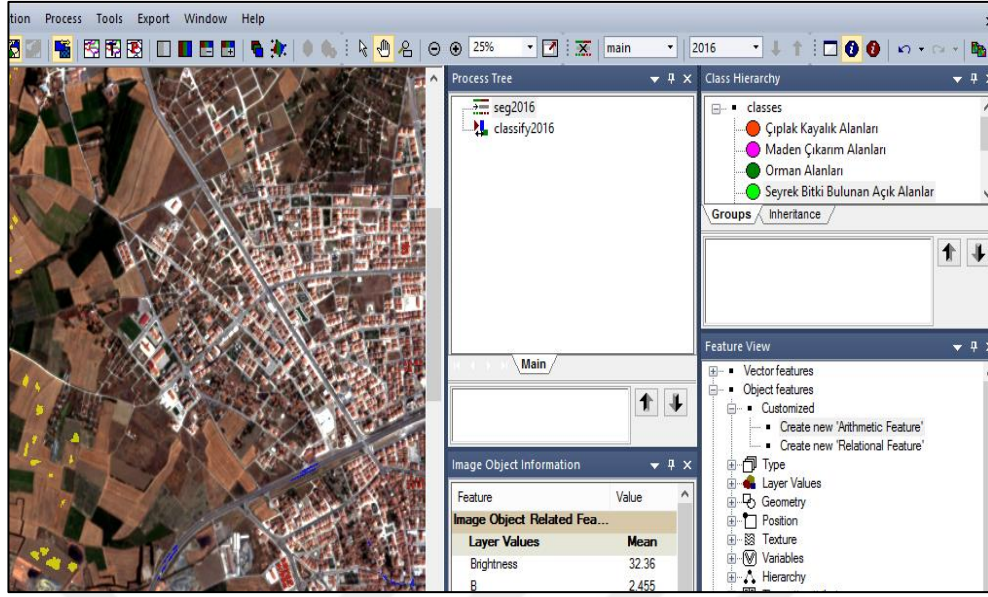 tion Process Tools Export Window Help
25% main 2016
Process Tree
seg2016
classify2016
Main
Image Object Information
Feature Value
Image Object Related Fea...
Layer Values Mean
Brightness 32.36
B 2.455
Class Hierarchy
classes
Çıplak Kayalık Alanları
Maden Çıkarım Alanları
Orman Alanları
Seyrek Bitki Bulunan Açık Alanlar
Groups Inheritance
Feature View
Vector features
Object features
Customized
Create new 'Arithmetic Feature'
Create new 'Relational Feature'
Type
Layer Values
Geometry
Position
Texture
Variables
Hierarchy